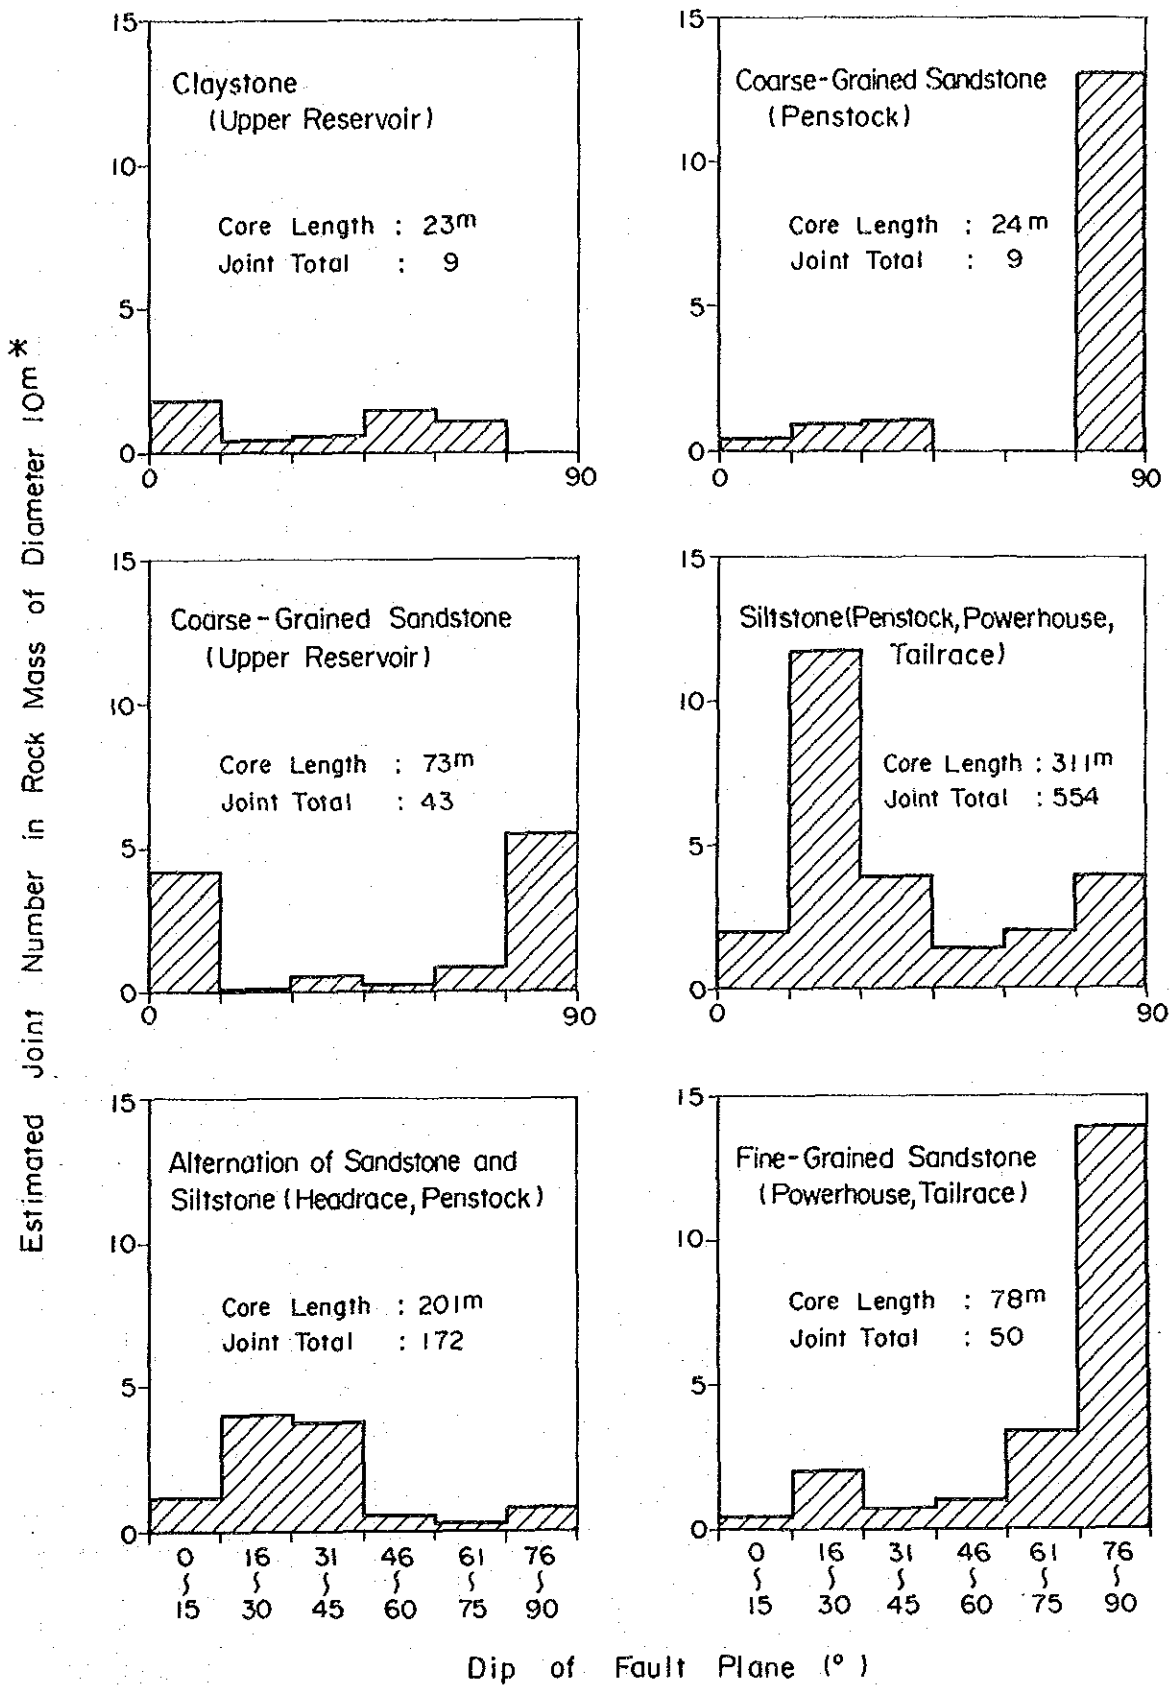 Estimated Joint Number in Rock Mass of Diameter 10m *
15
Claystone
(Upper Reservoir)
10
Core Length : 23m
Joint Total : 9
5
0
0 90
15
Coarse-Grained Sandstone
(Penstock)
10
Core Length : 24m
Joint Total : 9
5
0
0 90
15
Coarse-Grained Sandstone
(Upper Reservoir)
10
Core Length : 73m
Joint Total : 43
5
0
0 90
15
Siltstone (Penstock, Powerhouse,
Tailrace)
10
Core Length : 311m
Joint Total : 554
5
0
0 90
15
Alternation of Sandstone and
Siltstone (Headrace, Penstock)
10
Core Length : 201m
Joint Total : 172
5
0
0 16 31 46 61 76
~ ~ ~ ~ ~ ~
15 30 45 60 75 90
15
Fine-Grained Sandstone
(Powerhouse, Tailrace)
10
Core Length : 78m
Joint Total : 50
5
0
0 16 31 46 61 76
~ ~ ~ ~ ~ ~
15 30 45 60 75 90
Dip of Fault Plane (°)